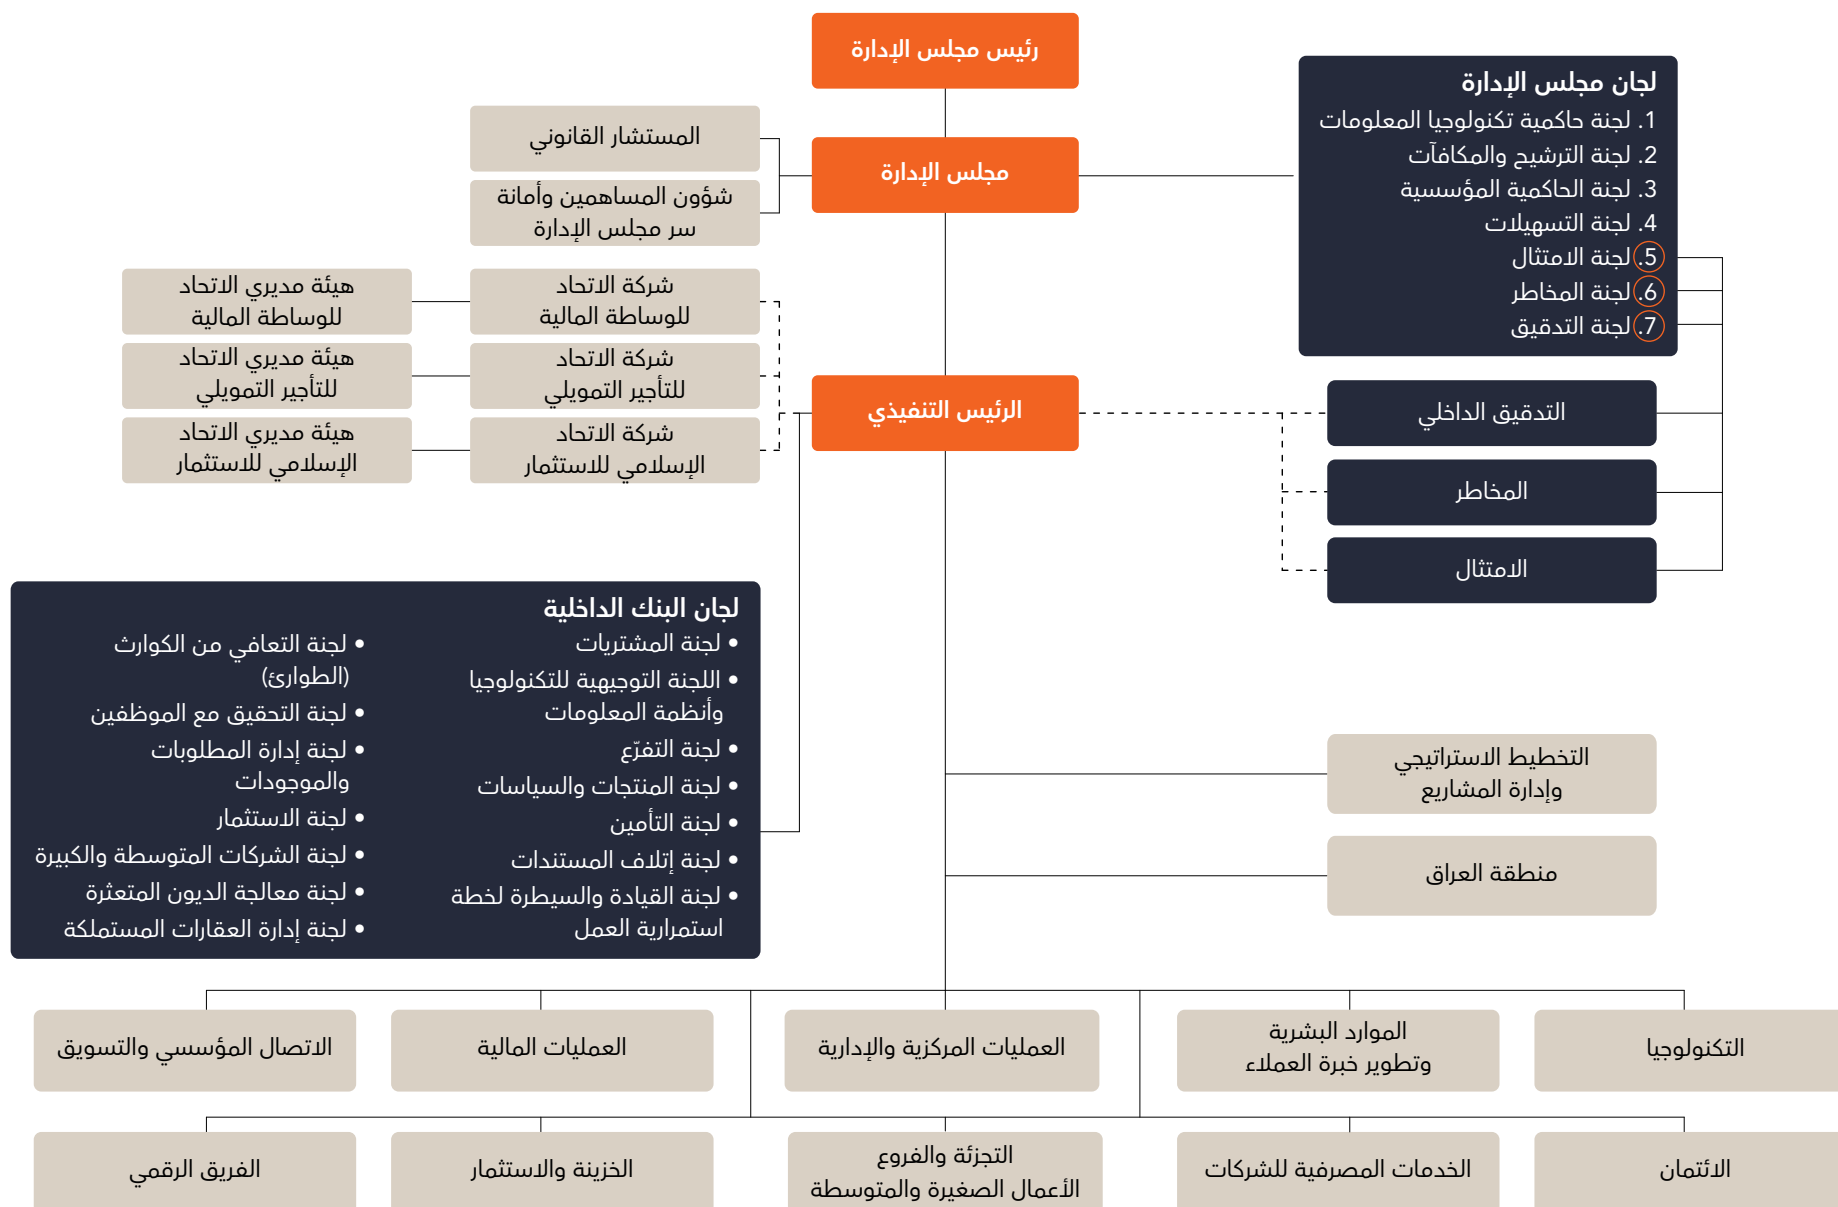 رئيس مجلس الإدارة
لجان مجلس الإدارة
1. لجنة حاكمية تكنولوجيا المعلومات
2. لجنة الترشيح والمكافآت
3. لجنة الحاكمية المؤسسية
4. لجنة التسهيلات
5. لجنة الامتثال
6. لجنة المخاطر
7. لجنة التدقيق
مجلس الإدارة
المستشار القانوني
شؤون المساهمين وأمانة
سر مجلس الإدارة
شركة الاتحاد
للوساطة المالية
هيئة مديري الاتحاد
للوساطة المالية
شركة الاتحاد
للتأجير التمويلي
هيئة مديري الاتحاد
للتأجير التمويلي
شركة الاتحاد
الإسلامي للاستثمار
هيئة مديري الاتحاد
الإسلامي للاستثمار
الرئيس التنفيذي
التدقيق الداخلي
المخاطر
الامتثال
لجان البنك الداخلية
• لجنة المشتريات
• اللجنة التوجيهية للتكنولوجيا
وأنظمة المعلومات
• لجنة التفرّع
• لجنة المنتجات والسياسات
• لجنة التأمين
• لجنة إتلاف المستندات
• لجنة القيادة والسيطرة لخطة
استمرارية العمل
• لجنة التعافي من الكوارث
(الطوارئ)
• لجنة التحقيق مع الموظفين
• لجنة إدارة المطلوبات
والموجودات
• لجنة الاستثمار
• لجنة الشركات المتوسطة والكبيرة
• لجنة معالجة الديون المتعثرة
• لجنة إدارة العقارات المستملكة
التخطيط الاستراتيجي
وإدارة المشاريع
منطقة العراق
التكنولوجيا
الموارد البشرية
وتطوير خبرة العملاء
العمليات المركزية والإدارية
العمليات المالية
الاتصال المؤسسي والتسويق
الائتمان
الخدمات المصرفية للشركات
التجزئة والفروع
الأعمال الصغيرة والمتوسطة
الخزينة والاستثمار
الفريق الرقمي